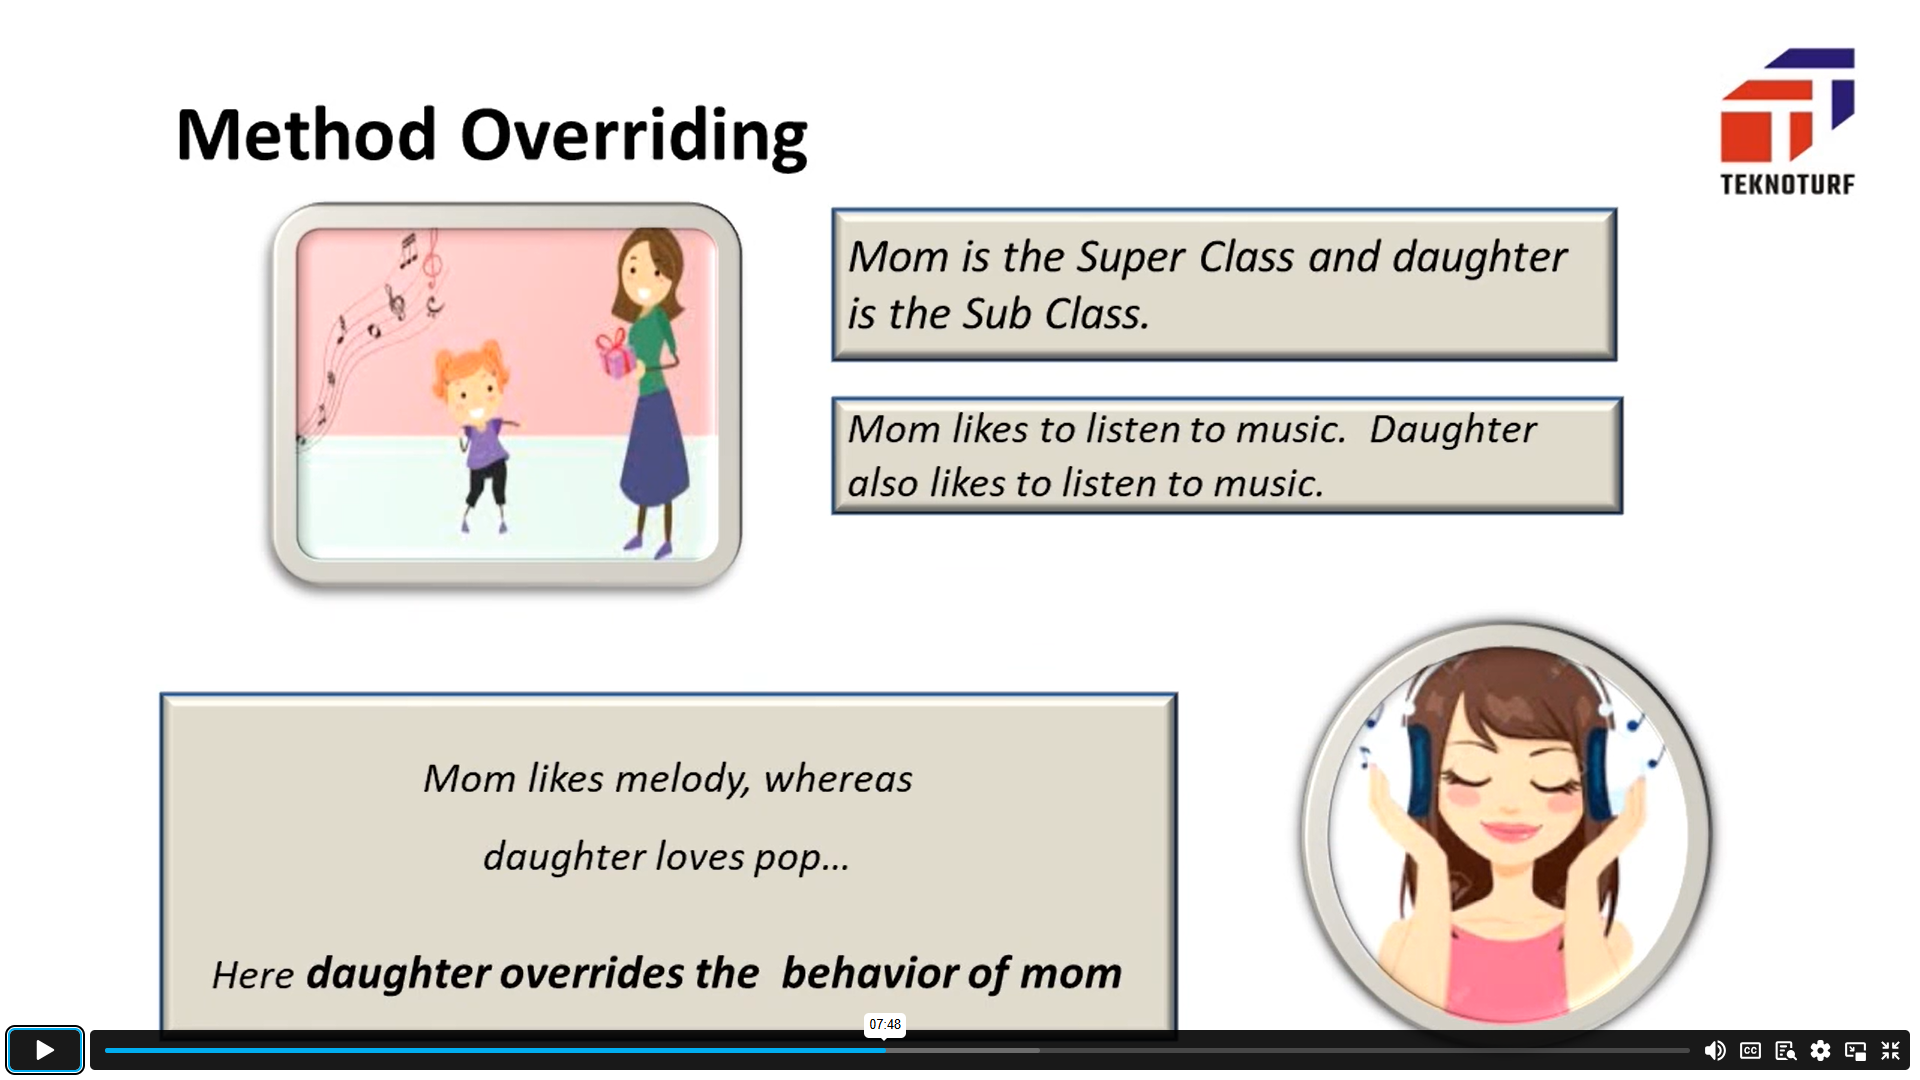 Method Overriding
TEKNOTURF
Mom is the Super Class and daughter
is the Sub Class.
Mom likes to listen to music.  Daughter
also likes to listen to music.
Mom likes melody, whereas
daughter loves pop...
Here daughter overrides the  behavior of mom
07:48
CC